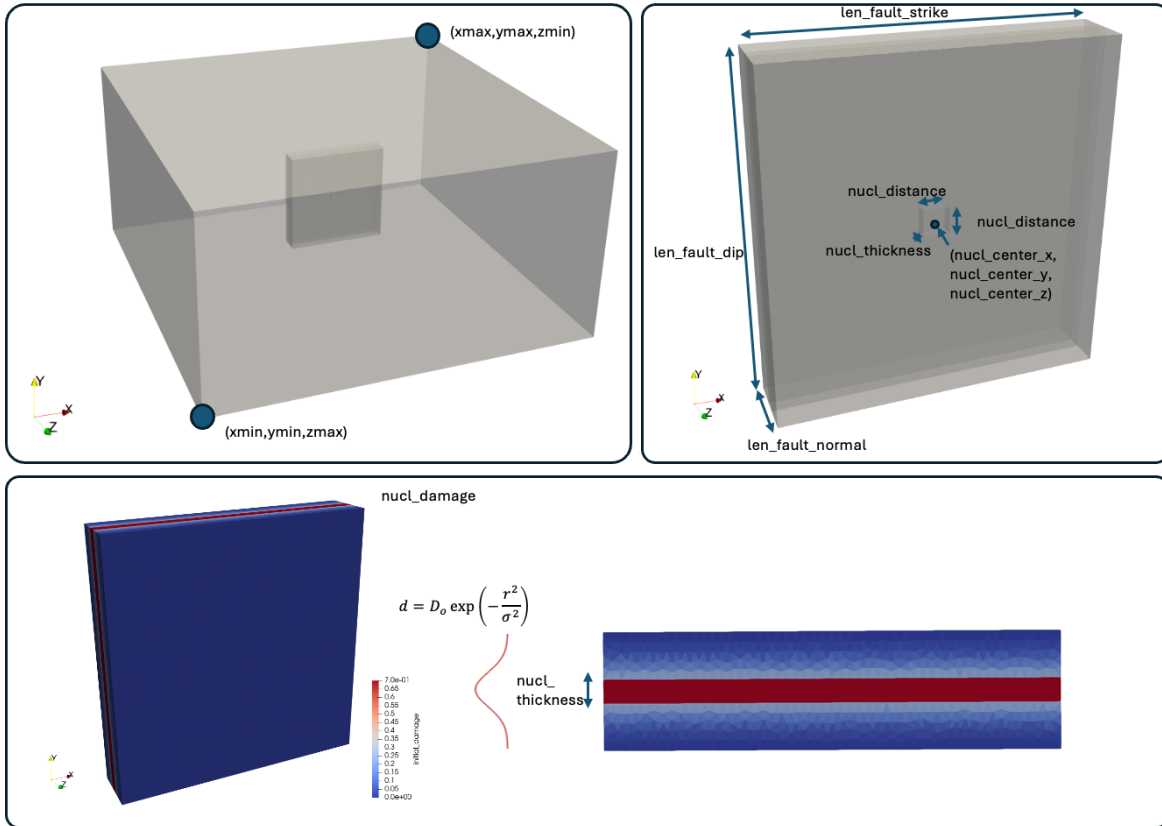 (xmax,ymax,zmin)
Y
X
Z
(xmin,ymin,zmax)
len_fault_strike
nucl_distance
nucl_distance
nucl_thickness
len_fault_dip
(nucl_center_x,
nucl_center_y,
nucl_center_z)
Y
X
Z
len_fault_normal
nucl_damage
d = D₀ exp(−r²/σ²)
nucl_
thickness
7.0e-01
0.65
0.6
0.55
0.5
0.45
0.4
0.35
0.3
0.25
0.2
0.15
0.1
0.05
0.0e+00
initial_damage
Y
X
Z